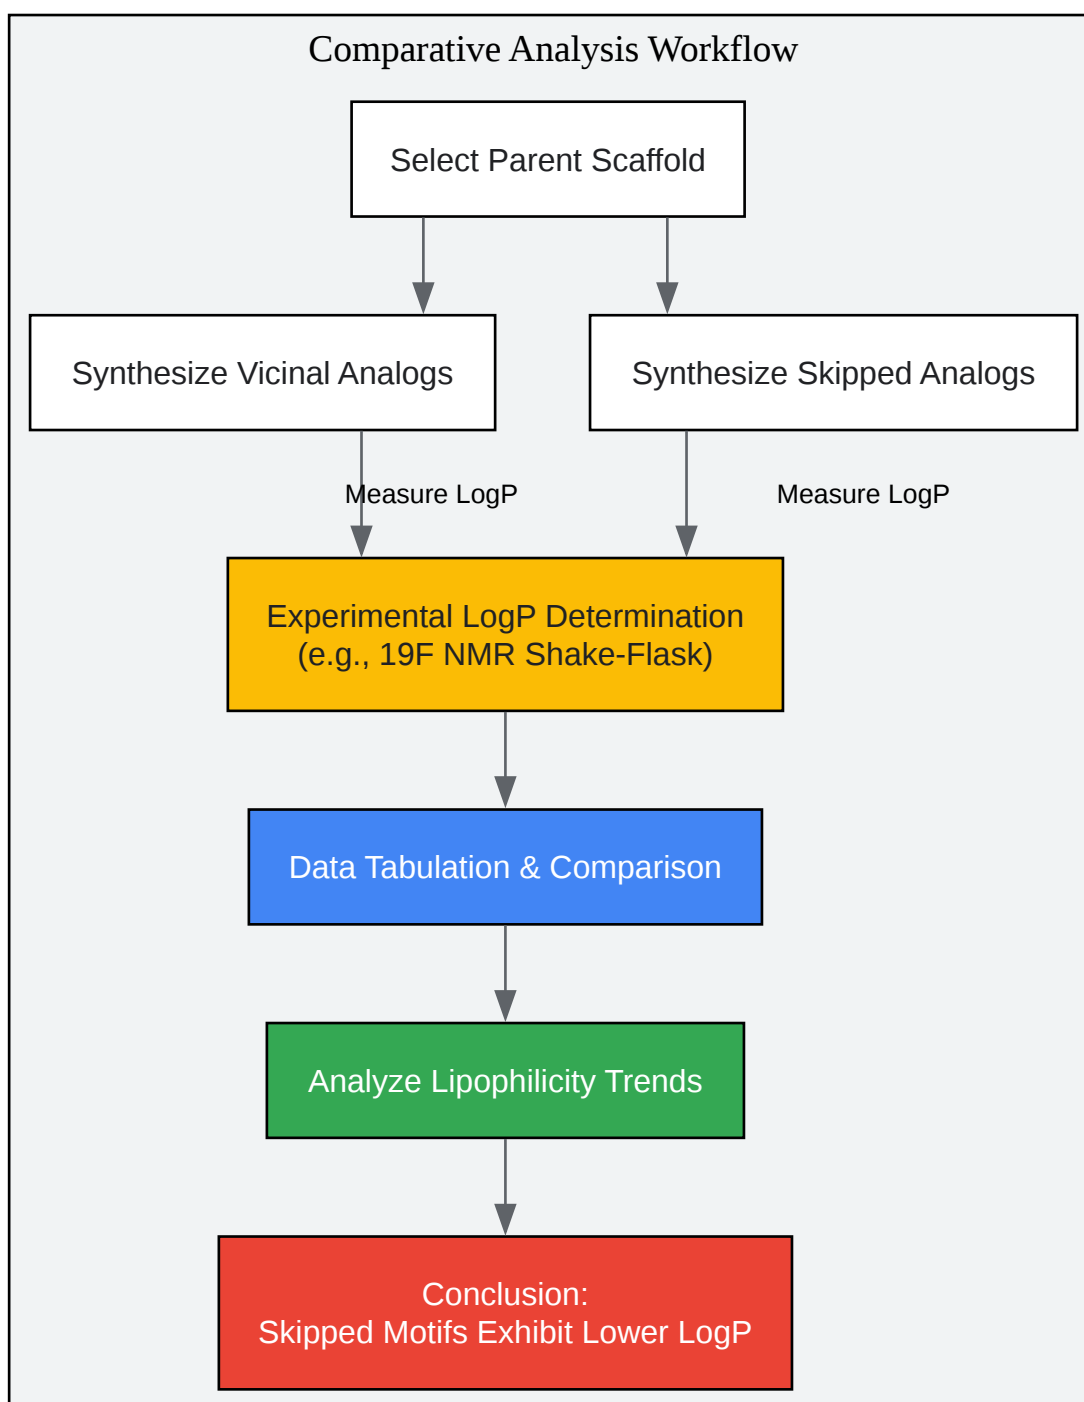 Comparative Analysis Workflow
Select Parent Scaffold
Synthesize Vicinal Analogs
Synthesize Skipped Analogs
Measure LogP
Measure LogP
Experimental LogP Determination
(e.g., 19F NMR Shake-Flask)
Data Tabulation & Comparison
Analyze Lipophilicity Trends
Conclusion:
Skipped Motifs Exhibit Lower LogP